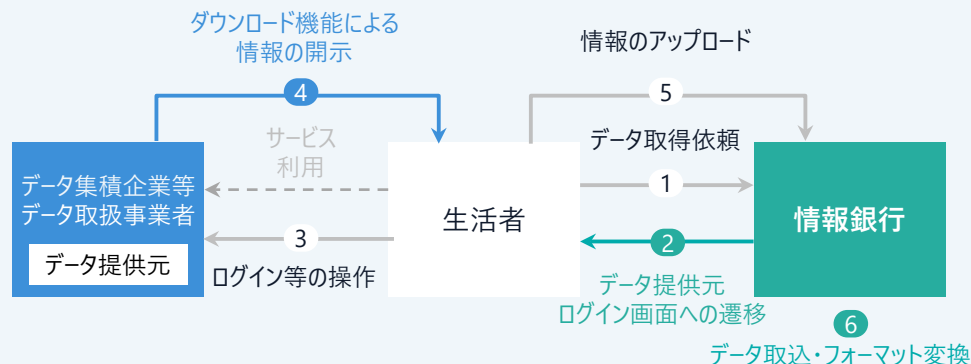 ダウンロード機能による
情報の開示
4
情報のアップロード
5
サービス
利用
データ取得依頼
1
データ集積企業等
データ取扱事業者
データ提供元
3
ログイン等の操作
生活者
2
データ提供元
ログイン画面への遷移
情報銀行
6
データ取込・フォーマット変換